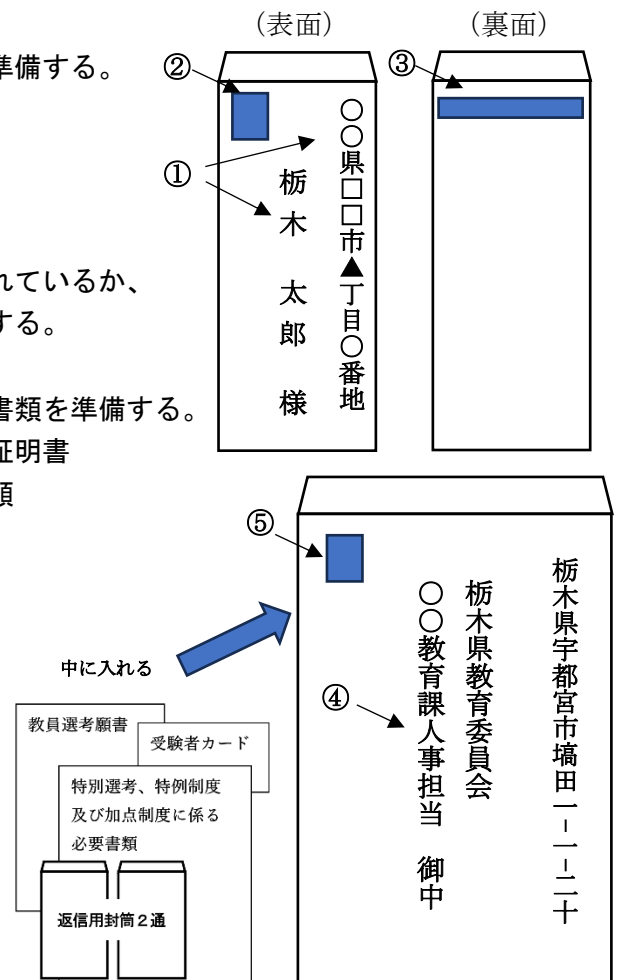 (表面)
(裏面)
準備する。
②
③
①
○○県□□市▲丁目○番地
栃木 太郎 様
れているか、
する。
書類を準備する。
証明書
類
⑤
栃木県宇都宮市塙田一-一-二十
栃木県教育委員会
○○教育課人事担当 御中
④
中に入れる
教員選考願書
受験者カード
特別選考、特例制度
及び加点制度に係る
必要書類
返信用封筒２通